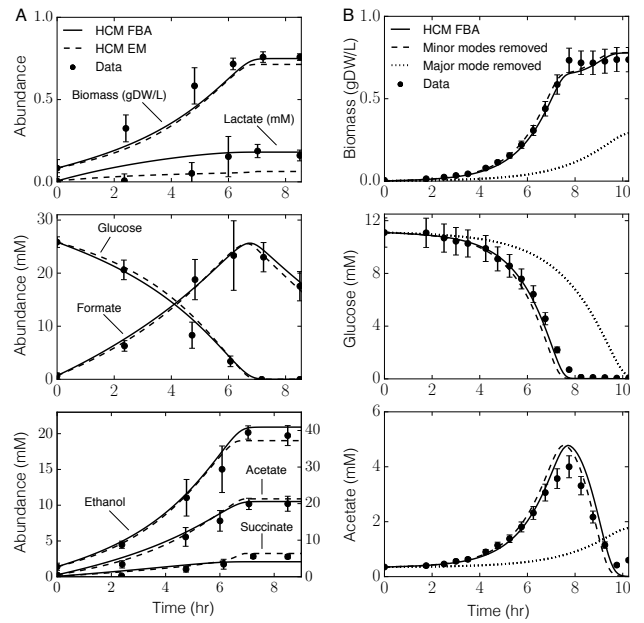 A
Abundance
1.0
0.5
0.0
HCM FBA
HCM EM
Data
Biomass (gDW/L)
Lactate (mM)
0 2 4 6 8
Abundance (mM)
30
20
10
0
Glucose
Formate
0 2 4 6 8
Abundance (mM)
20
15
10
5
0
40
30
20
10
0
Ethanol
Acetate
Succinate
0 2 4 6 8
Time (hr)
B
Biomass (gDW/L)
1.0
0.5
0.0
HCM FBA
Minor modes removed
Major mode removed
Data
0 2 4 6 8 10
Glucose (mM)
12
8
4
0
0 2 4 6 8 10
Acetate (mM)
6
4
2
0
0 2 4 6 8 10
Time (hr)